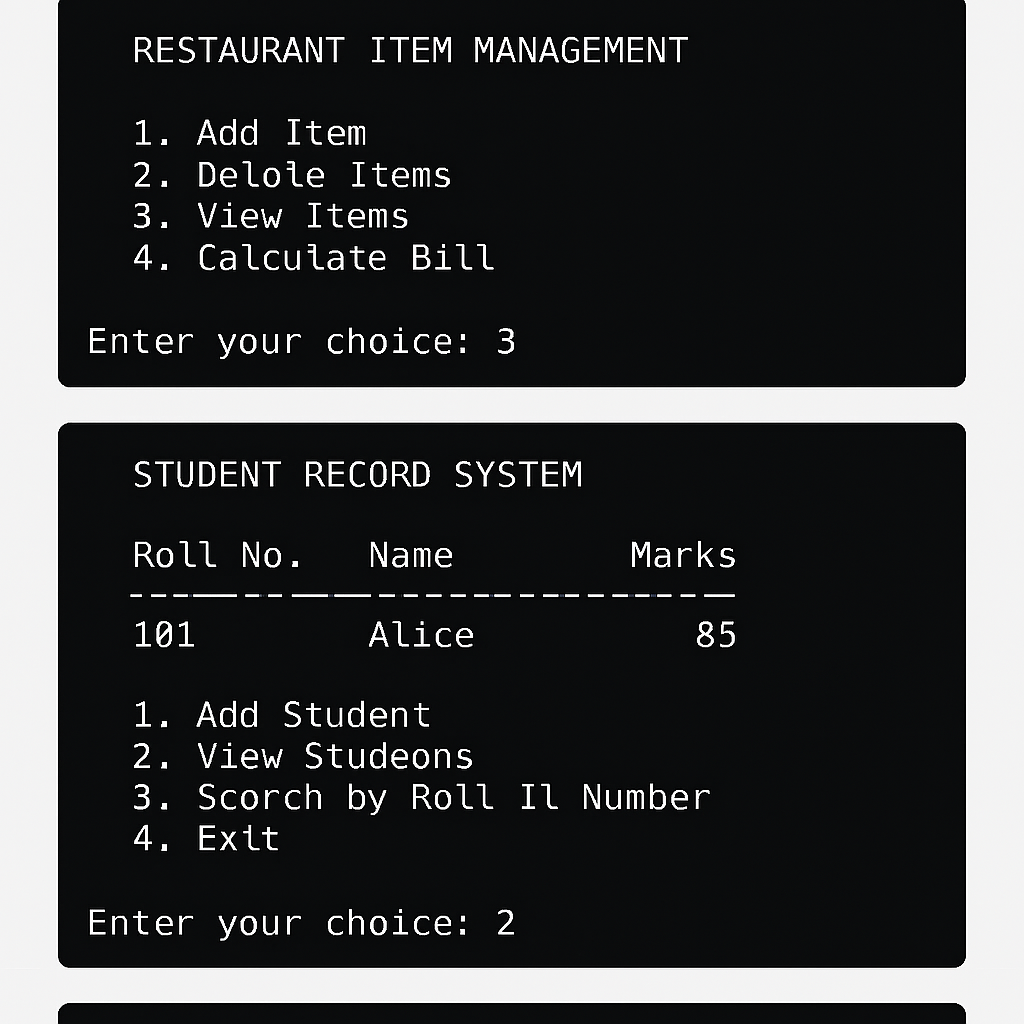 RESTAURANT ITEM MANAGEMENT
1. Add Item
2. Delole Items
3. View Items
4. Calculate Bill
Enter your choice: 3
STUDENT RECORD SYSTEM
Roll No. Name Marks
101 Alice 85
1. Add Student
2. View Studeons
3. Scorch by Roll Il Number
4. Exit
Enter your choice: 2